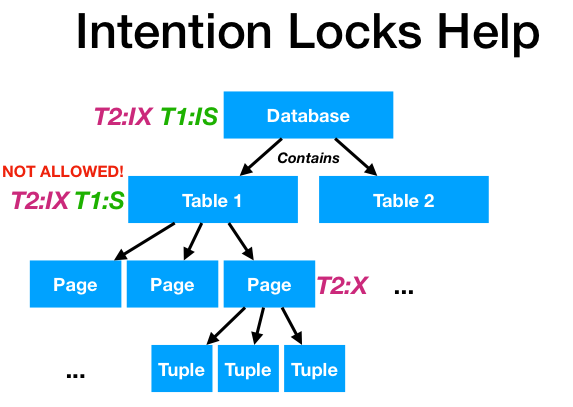 Intention Locks Help
T2:IX T1:IS Database
Contains
NOT ALLOWED!
T2:IX T1:S Table 1 Table 2
Page Page Page T2:X ...
... Tuple Tuple Tuple